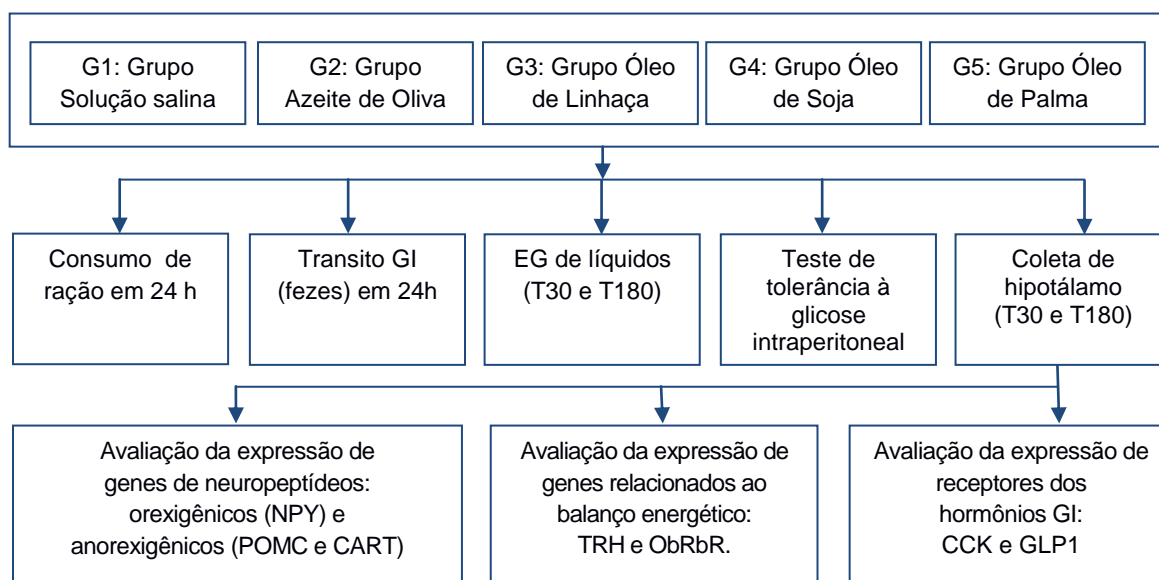 G1: Grupo
Solução salina
G2: Grupo
Azeite de Oliva
G3: Grupo Óleo
de Linhaça
G4: Grupo Óleo
de Soja
G5: Grupo Óleo
de Palma
Consumo de
ração em 24 h
Transito GI
(fezes) em 24h
EG de líquidos
(T30 e T180)
Teste de
tolerância à
glicose
intraperitoneal
Coleta de
hipotálamo
(T30 e T180)
Avaliação da expressão de
genes de neuropeptídeos:
orexigênicos (NPY) e
anorexigênicos (POMC e CART)
Avaliação da expressão de
genes relacionados ao
balanço energético:
TRH e ObRbR.
Avaliação da expressão de
receptores dos
hormônios GI:
CCK e GLP1